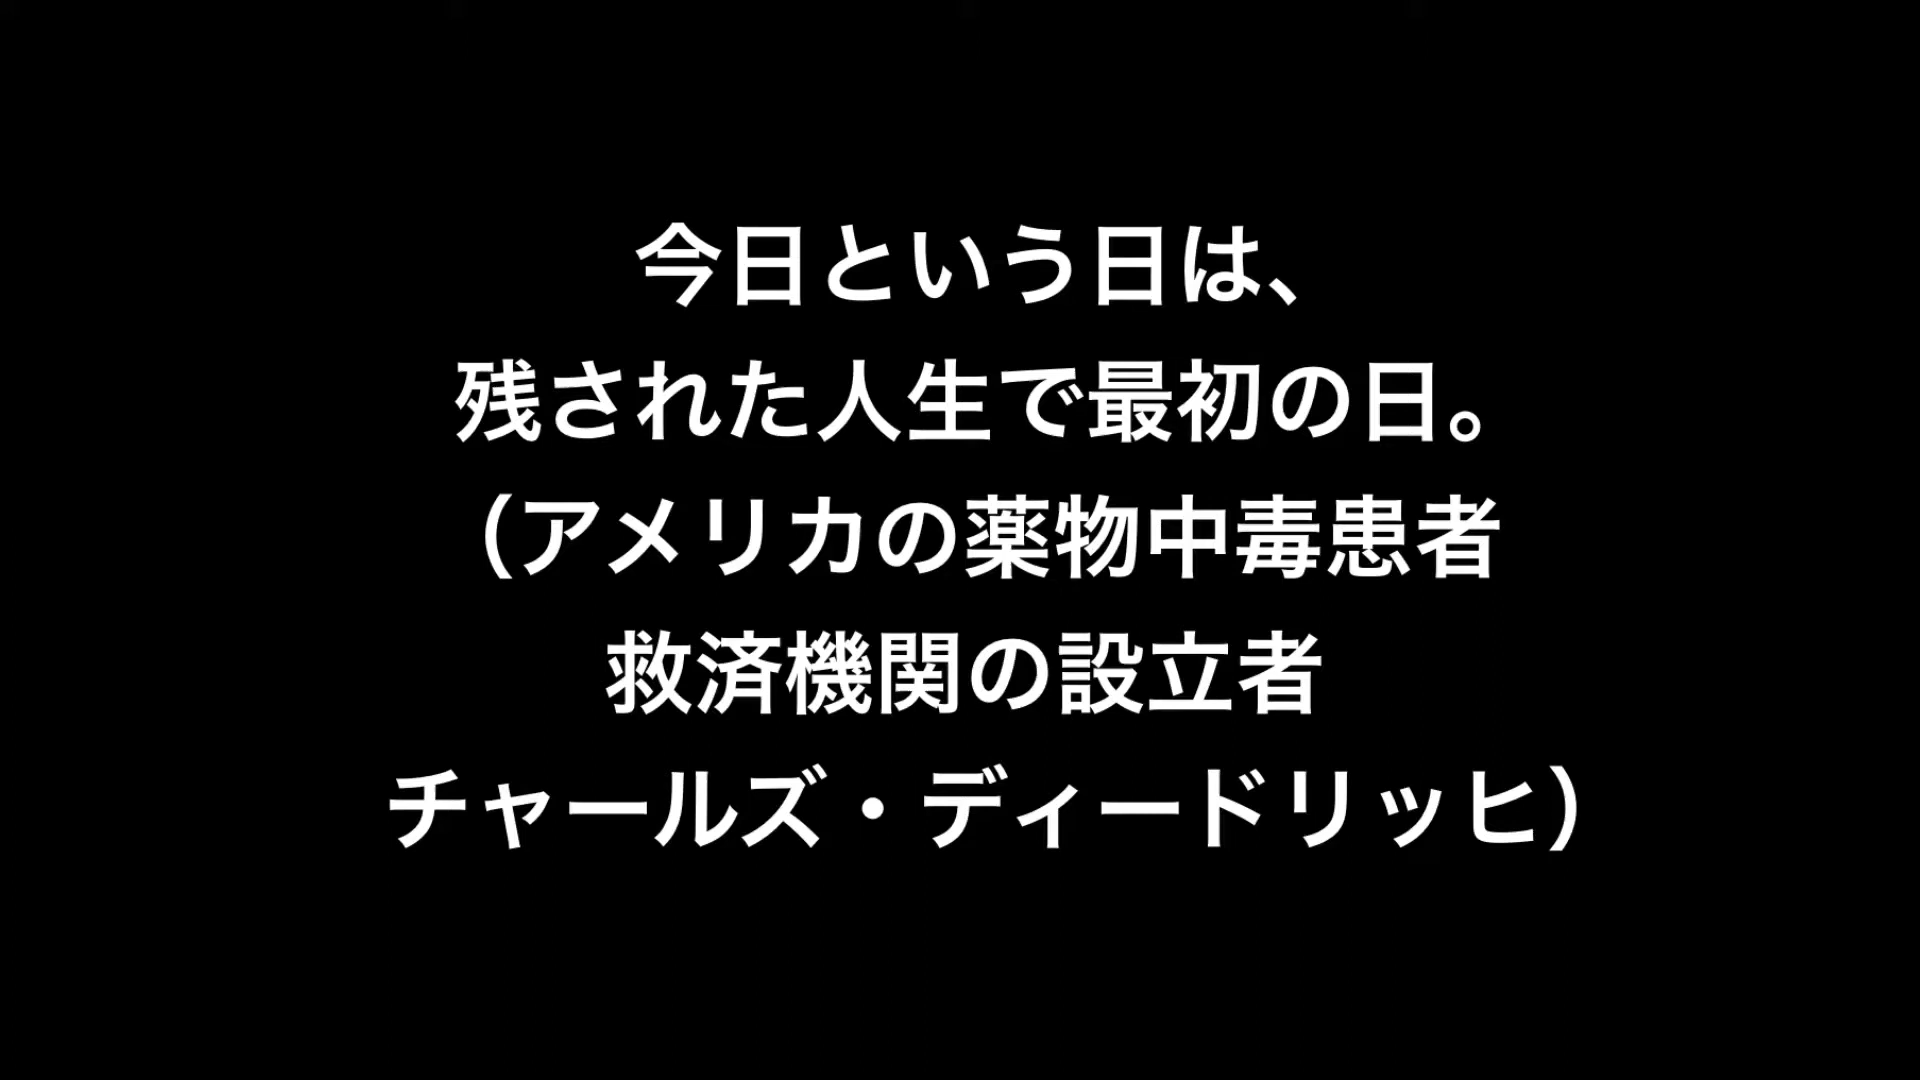 今日という日は、
残された人生で最初の日。
（アメリカの薬物中毒患者
救済機関の設立者
チャールズ・ディードリッヒ）